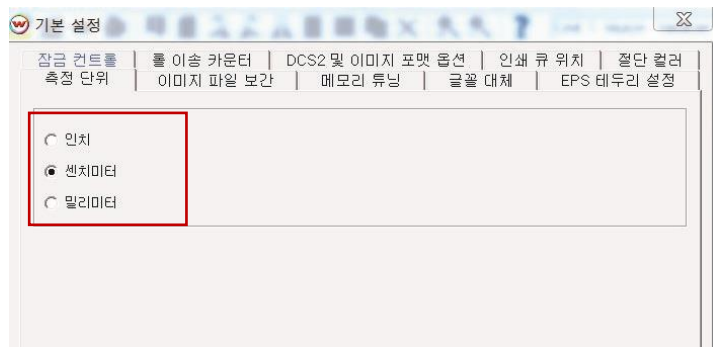 기본 설정
잠금 컨트롤 롤 이송 카운터 DCS2 및 이미지 포맷 옵션 인쇄 큐 위치 절단 컬러
측정 단위 이미지 파일 보간 메모리 튜닝 글꼴 대체 EPS 테두리 설정
인치
센치미터
밀리미터